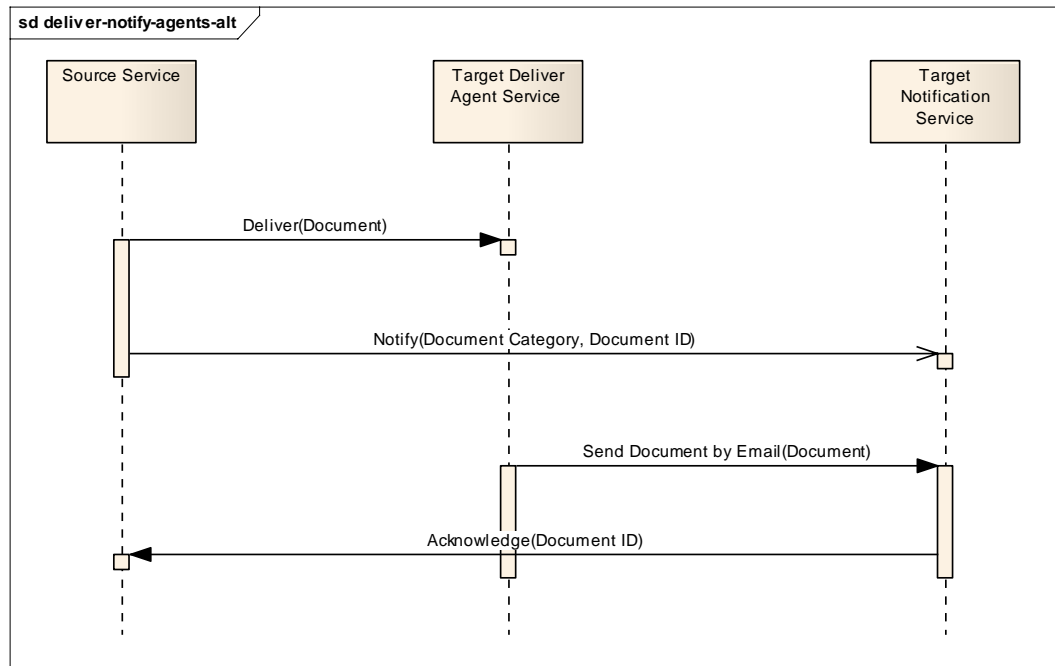 sd deliver-notify-agents-alt
Source Service
Target Deliver
Agent Service
Target
Notification
Service
Deliver(Document)
Notify(Document Category, Document ID)
Send Document by Email(Document)
Acknowledge(Document ID)